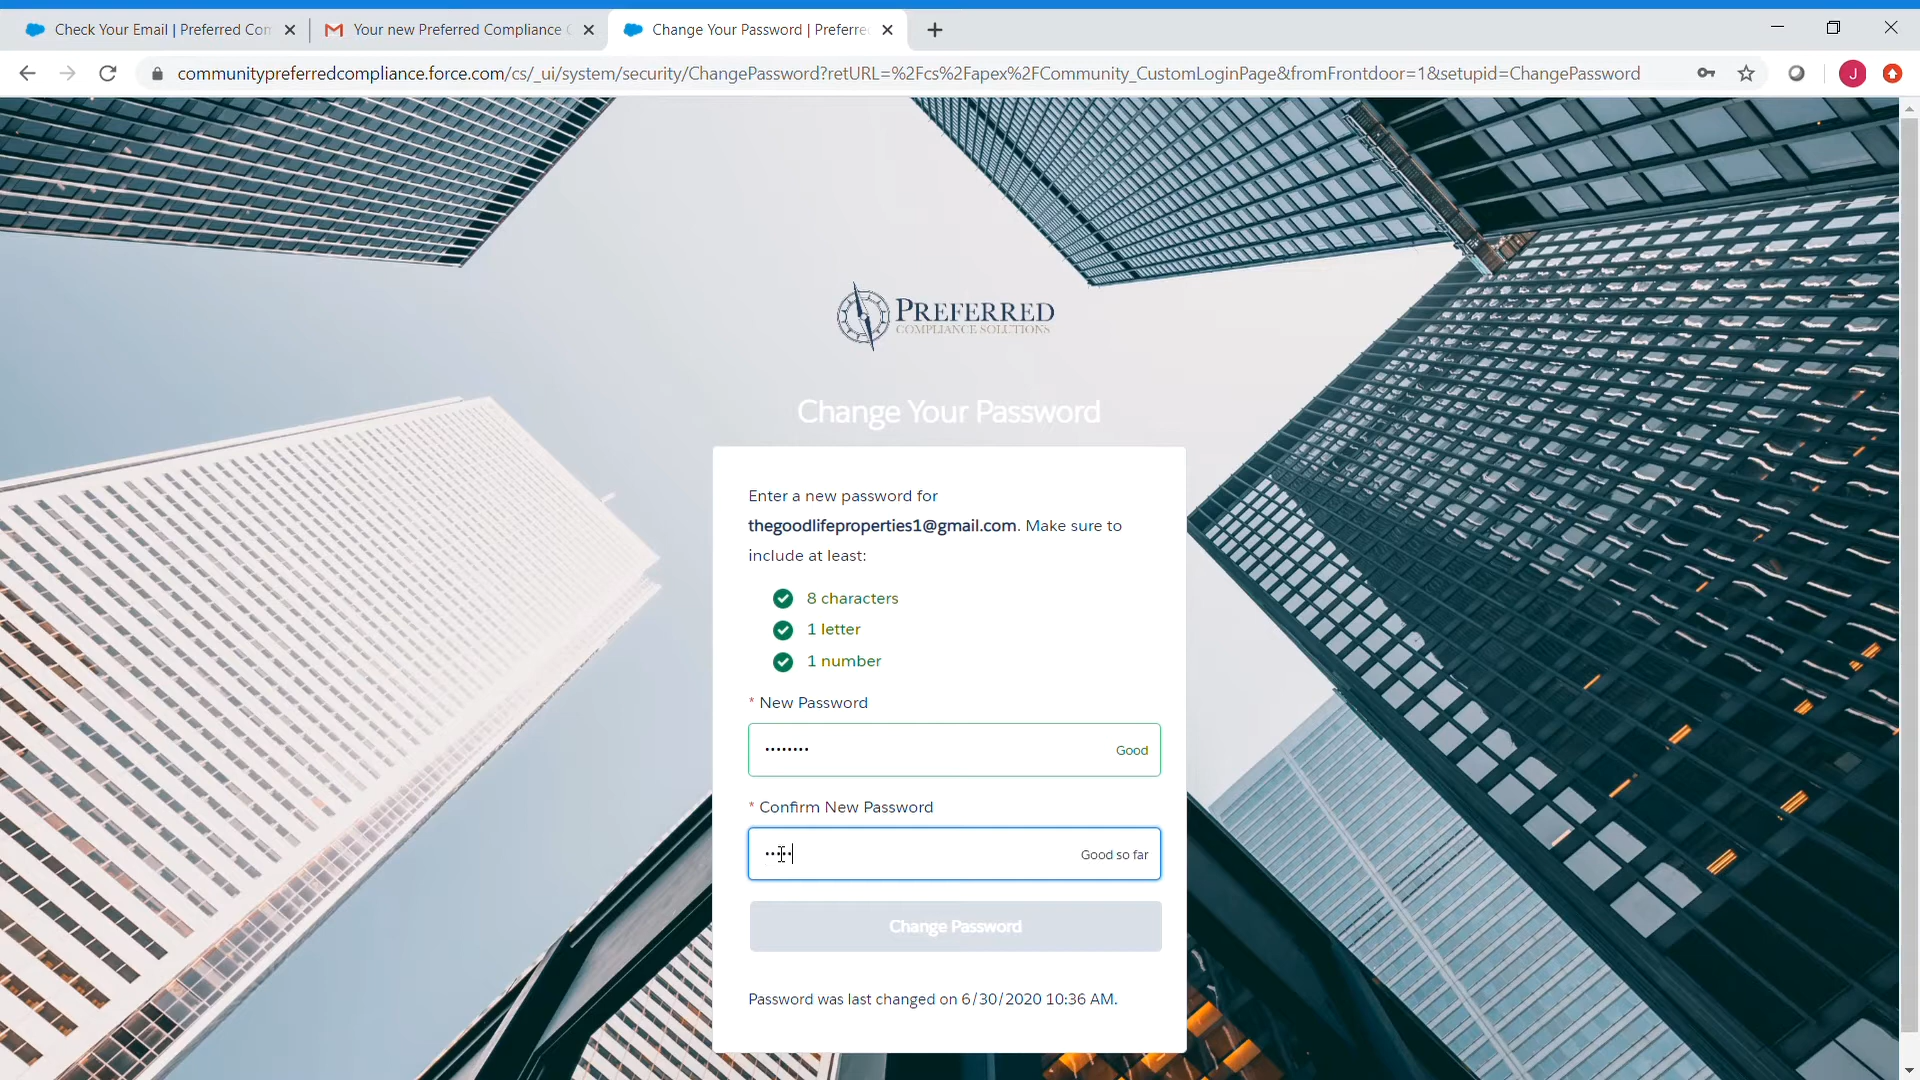 Check Your Email | Preferred Com
Your new Preferred Compliance C
Change Your Password | Preferre
communitypreferredcompliance.force.com/cs/_ui/system/security/ChangePassword?retURL=%2Fcs%2Fapex%2FCommunity_CustomLoginPage&fromFrontdoor=1&setupid=ChangePassword
J
PREFERRED
COMPLIANCE SOLUTIONS
Change Your Password
Enter a new password for
thegoodlifeproperties1@gmail.com. Make sure to
include at least:
8 characters
1 letter
1 number
* New Password
••••••••
Good
* Confirm New Password
•••••
Good so far
Change Password
Password was last changed on 6/30/2020 10:36 AM.